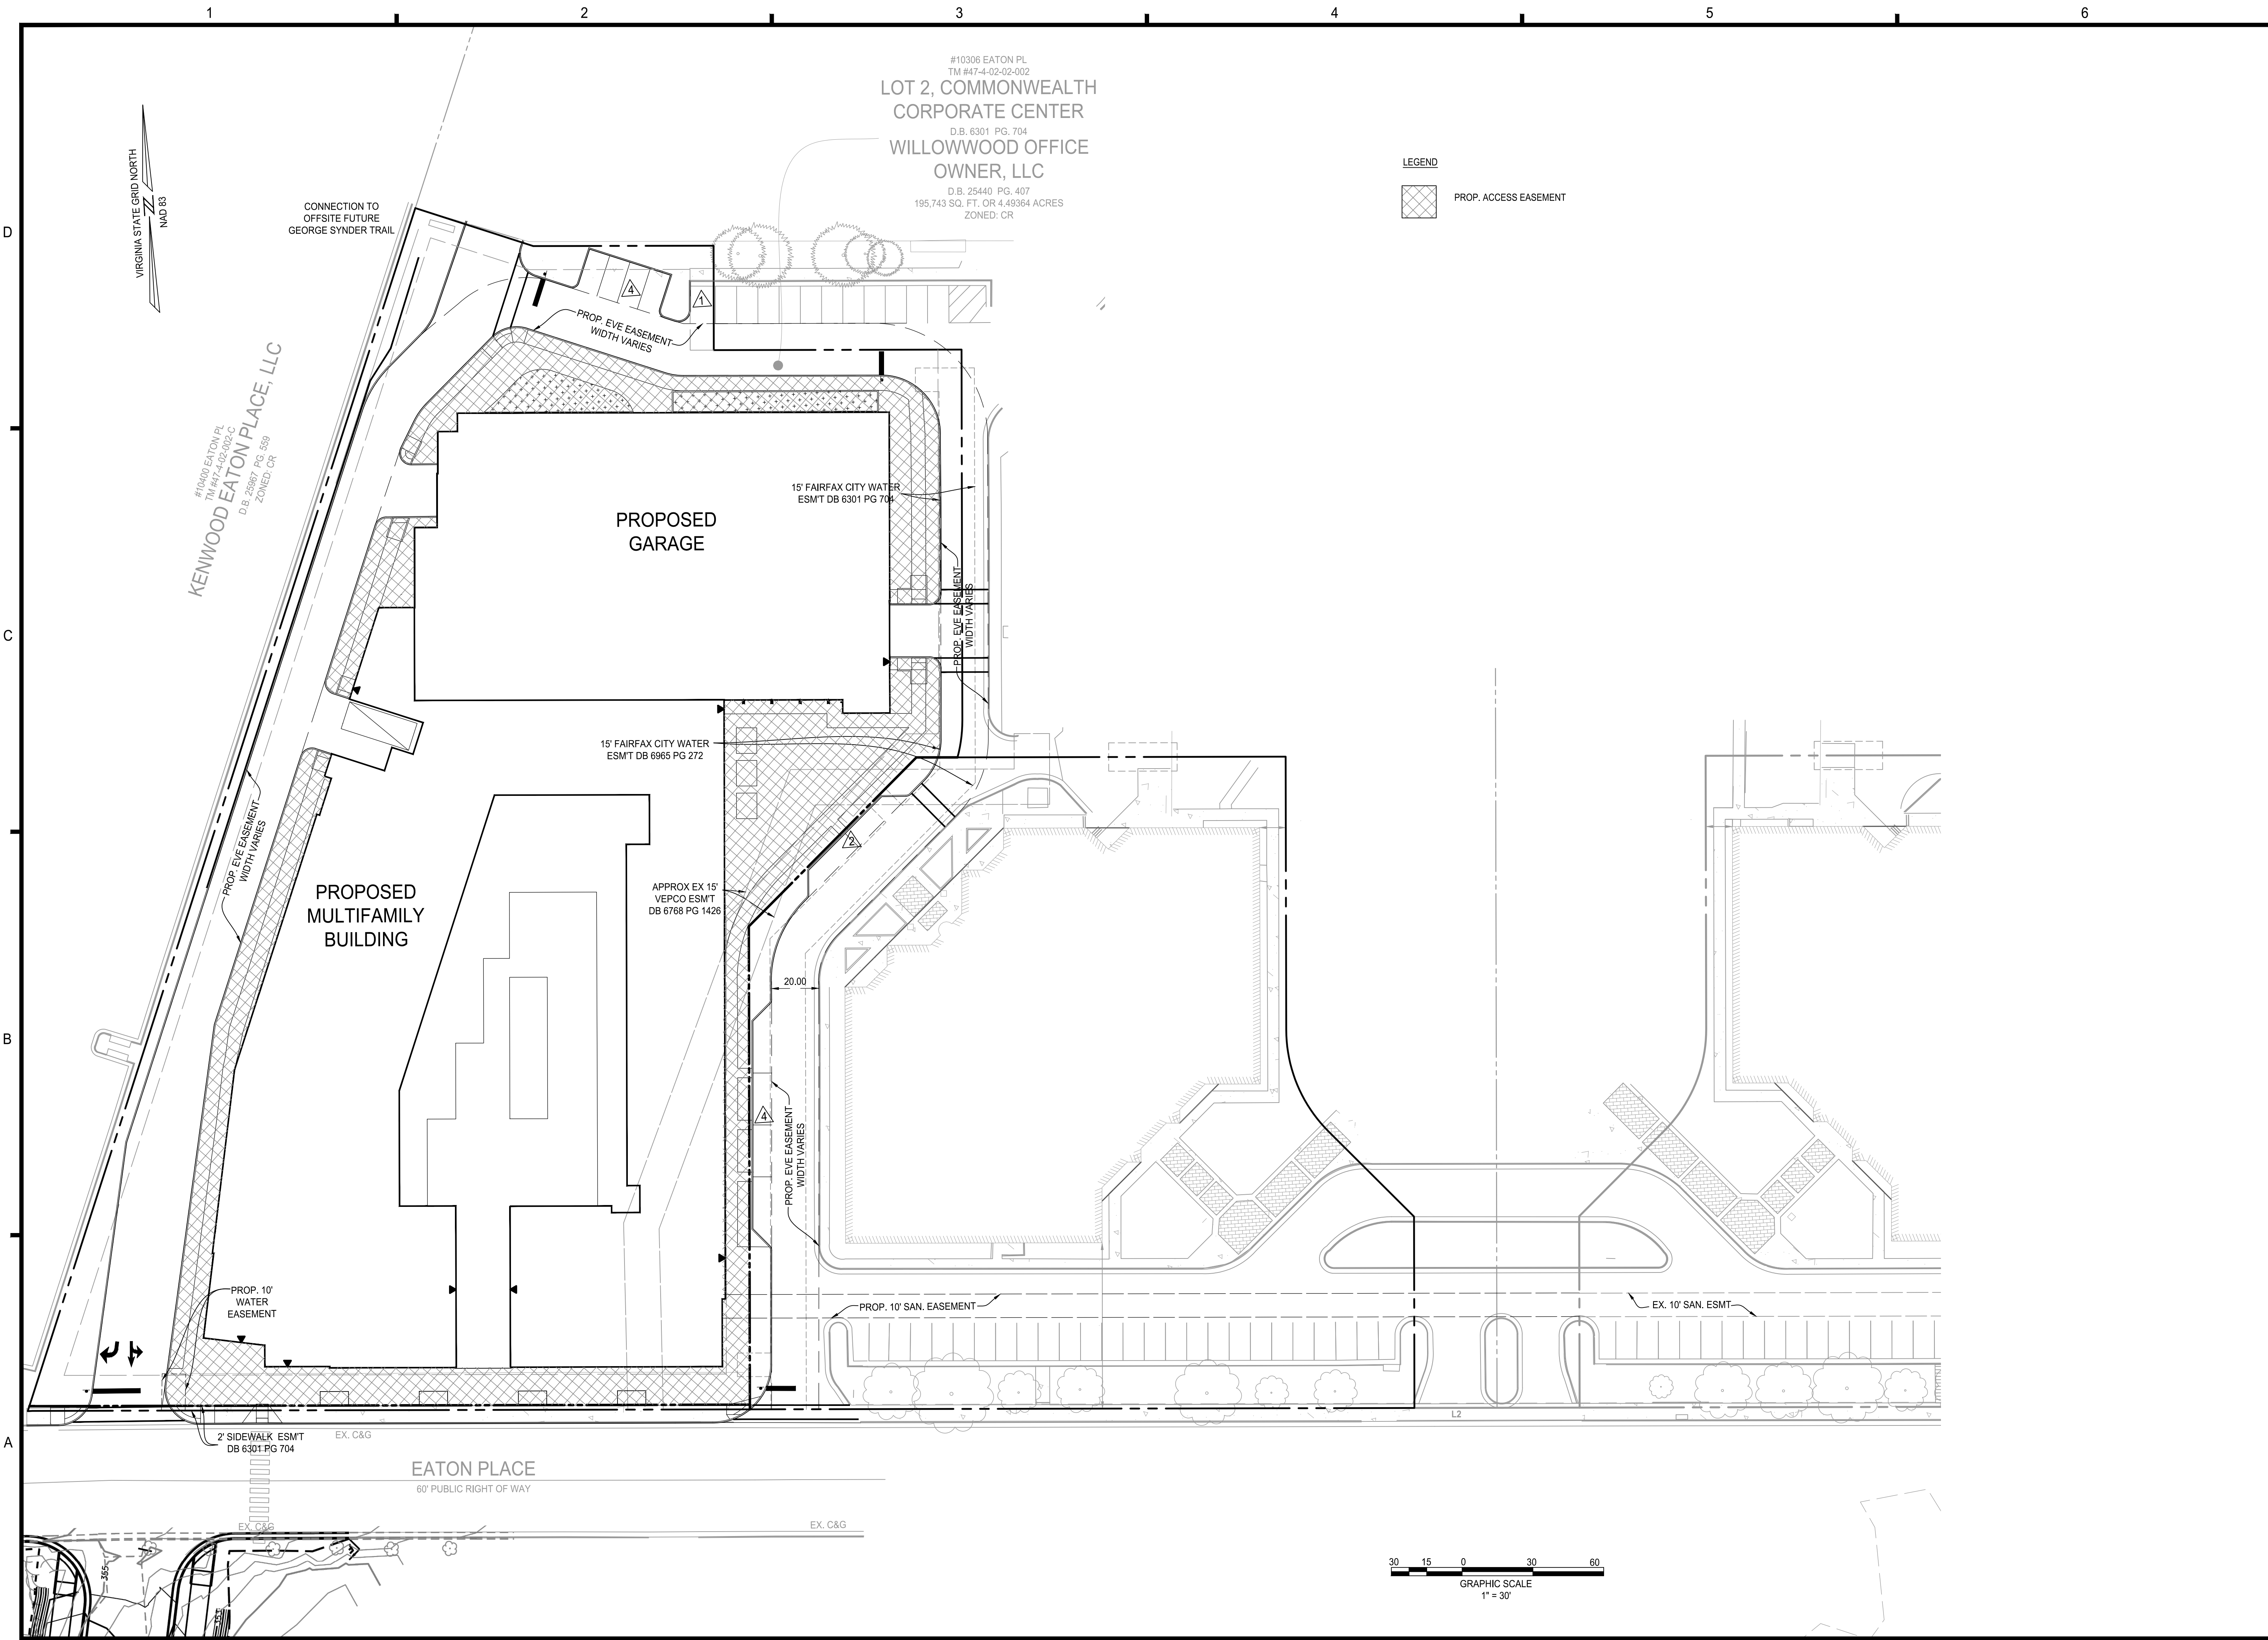 1 2 3 4 5 6
#10306 EATON PL
TM #47-4-02-02-002
LOT 2, COMMONWEALTH
CORPORATE CENTER
D.B. 6301 PG. 704
WILLOWWOOD OFFICE
OWNER, LLC
D.B. 25440 PG. 407
195,743 SQ. FT. OR 4.49364 ACRES
ZONED: CR
LEGEND
PROP. ACCESS EASEMENT
VIRGINIA STATE GRID NORTH
NAD 83
D
CONNECTION TO
OFFSITE FUTURE
GEORGE SYNDER TRAIL
4
1
PROP. EVE EASEMENT
WIDTH VARIES
#10400 EATON PL
TM #47-4-02-002-C
KENWOOD EATON PLACE, LLC
D.B. 25967 PG. 559
ZONED: CR
15' FAIRFAX CITY WATER
ESM'T DB 6301 PG 704
PROPOSED
GARAGE
PROP. EVE EASEMENT
WIDTH VARIES
C
15' FAIRFAX CITY WATER
ESM'T DB 6965 PG 272
PROP. EVE EASEMENT
WIDTH VARIES
2
APPROX EX 15'
VEPCO ESM'T
DB 6768 PG 1426
PROPOSED
MULTIFAMILY
BUILDING
20.00
B
4
PROP. EVE EASEMENT
WIDTH VARIES
PROP. 10'
WATER
EASEMENT
PROP. 10' SAN. EASEMENT
EX. 10' SAN. ESMT
L2
A
2' SIDEWALK ESM'T
DB 6301 PG 704
EX. C&G
EATON PLACE
60' PUBLIC RIGHT OF WAY
EX. C&G
EX. C&G
355
353
30 15 0 30 60
GRAPHIC SCALE
1" = 30'